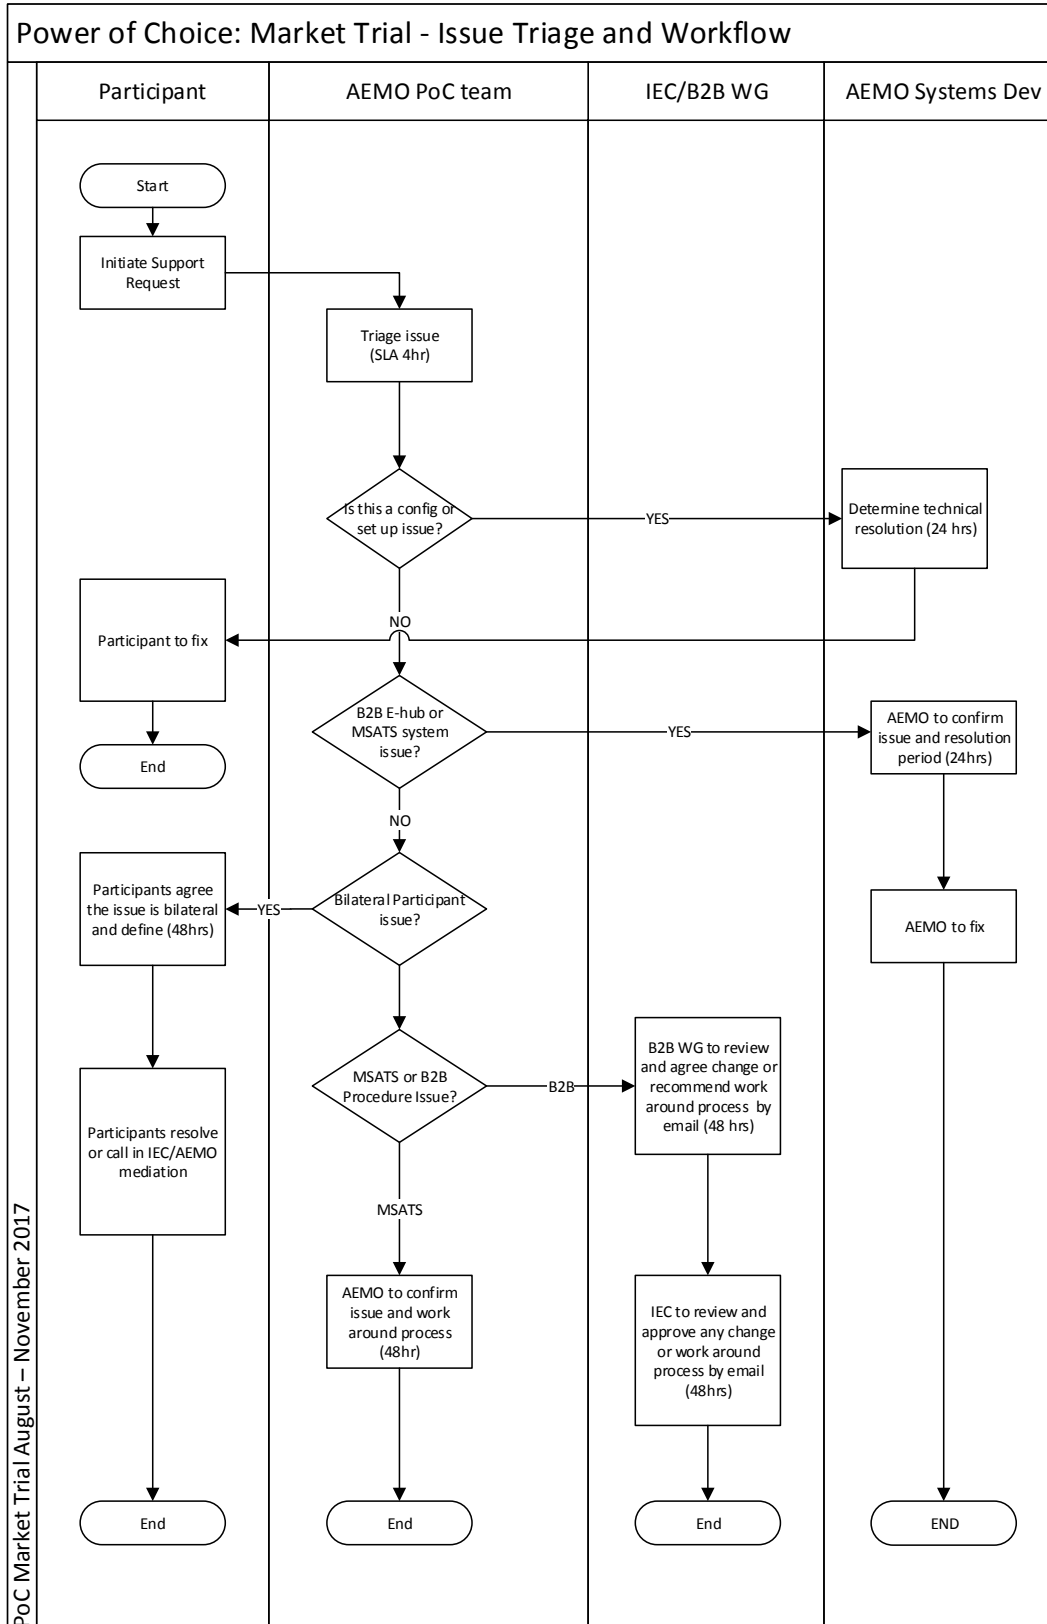 Power of Choice: Market Trial - Issue Triage and Workflow
PoC Market Trial August – November 2017
Participant
AEMO PoC team
IEC/B2B WG
AEMO Systems Dev
Start
Initiate Support
Request
Triage issue
(SLA 4hr)
Is this a config or
set up issue?
YES
Determine technical
resolution (24 hrs)
NO
Participant to fix
End
B2B E-hub or
MSATS system
issue?
YES
AEMO to confirm
issue and resolution
period (24hrs)
NO
AEMO to fix
Bilateral Participant
issue?
YES
Participants agree
the issue is bilateral
and define (48hrs)
Participants resolve
or call in IEC/AEMO
mediation
MSATS or B2B
Procedure Issue?
B2B
B2B WG to review
and agree change or
recommend work
around process by
email (48 hrs)
MSATS
AEMO to confirm
issue and work
around process
(48hr)
IEC to review and
approve any change
or work around
process by email
(48hrs)
End
End
End
END